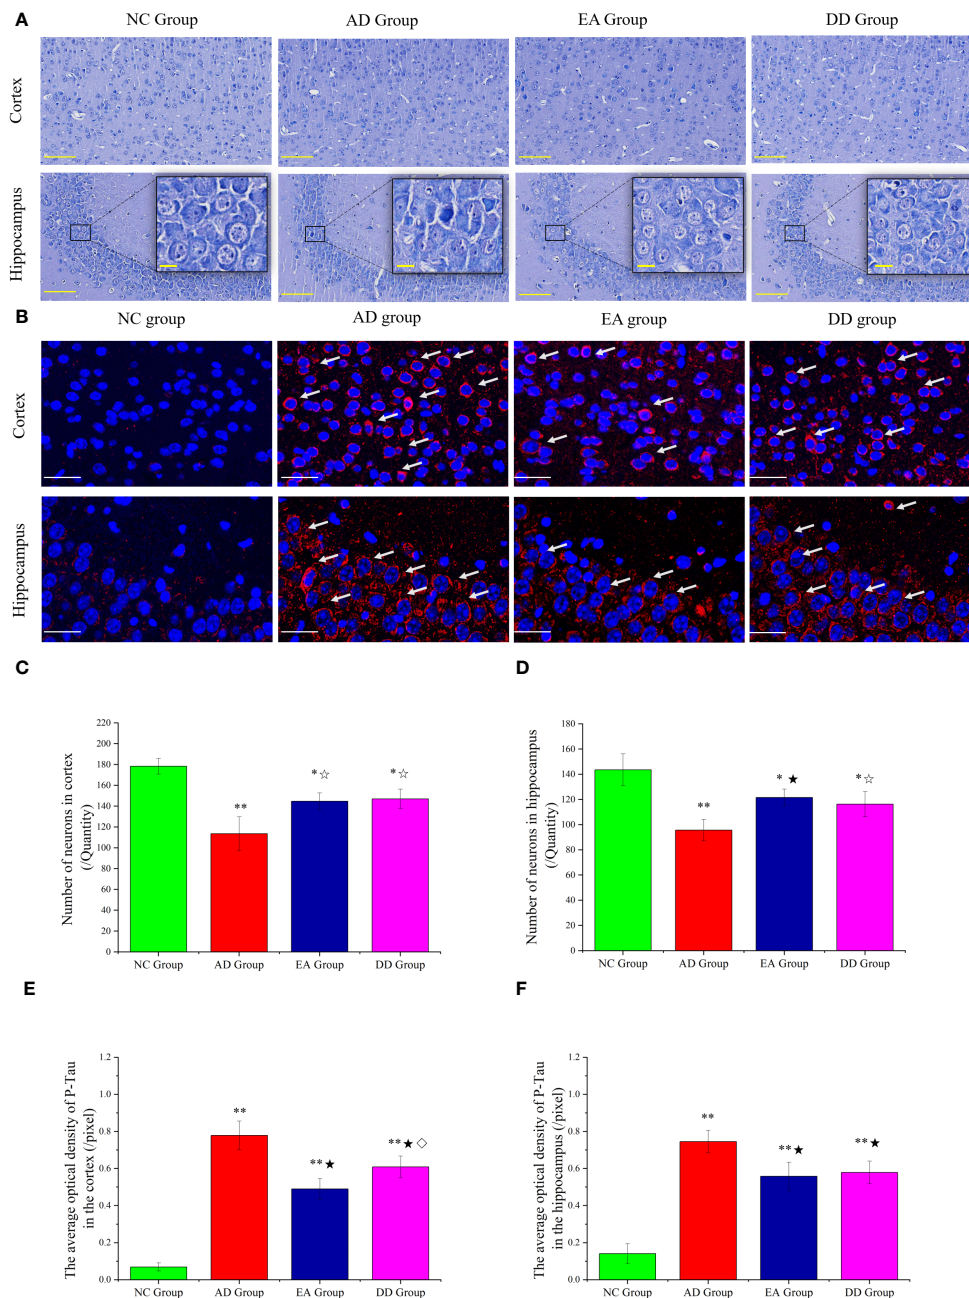 A
NC Group
AD Group
EA Group
DD Group
Cortex
Hippocampus
B
NC group
AD group
EA group
DD group
Cortex
Hippocampus
C
Number of neurons in cortex
(/Quantity)
220
200
180
160
140
120
100
80
60
40
20
0
**
*☆
*☆
NC Group
AD Group
EA Group
DD Group
D
Number of neurons in hippocampus
(/Quantity)
180
160
140
120
100
80
60
40
20
0
**
*★
*☆
NC Group
AD Group
EA Group
DD Group
E
The average optical density of P-Tau
in the cortex (/pixel)
1.2
1.0
0.8
0.6
0.4
0.2
0.0
**
**★
**★◇
NC Group
AD Group
EA Group
DD Group
F
The average optical density of P-Tau
in the hippocampus (/pixel)
1.2
1.0
0.8
0.6
0.4
0.2
0.0
**
**★
**★
NC Group
AD Group
EA Group
DD Group